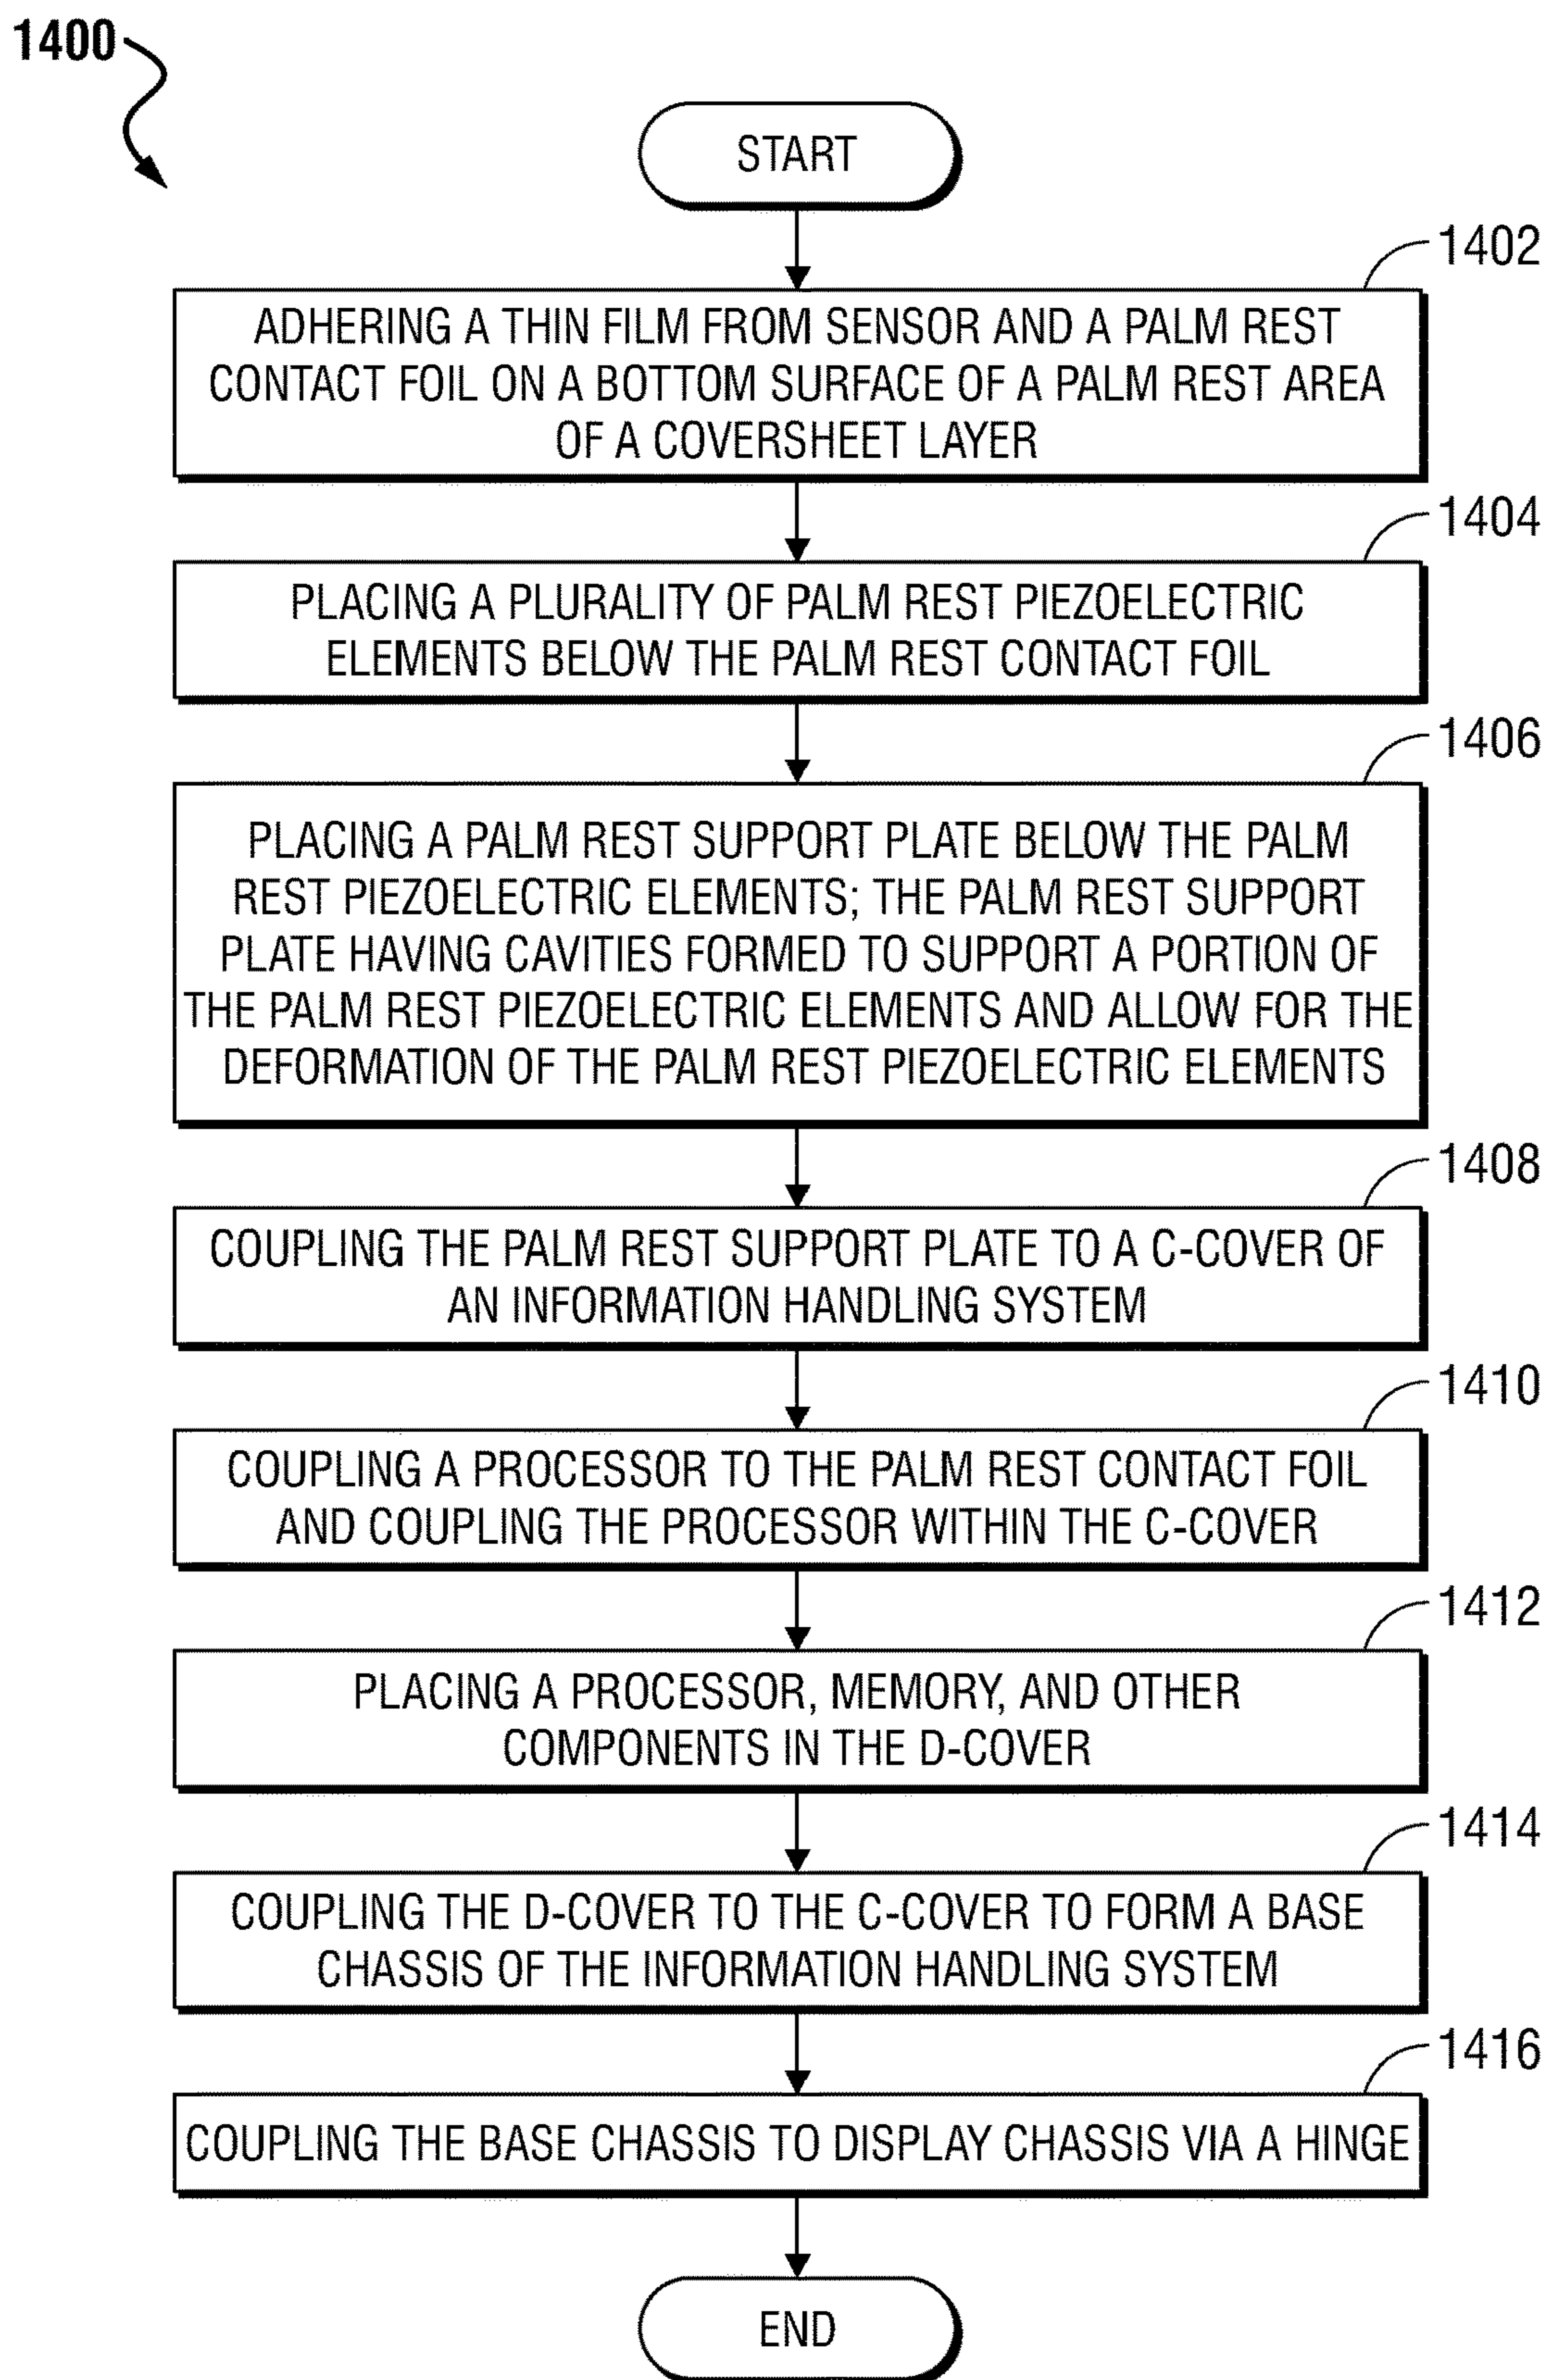 1400
START
1402
ADHERING A THIN FILM FROM SENSOR AND A PALM REST
CONTACT FOIL ON A BOTTOM SURFACE OF A PALM REST AREA
OF A COVERSHEET LAYER
1404
PLACING A PLURALITY OF PALM REST PIEZOELECTRIC
ELEMENTS BELOW THE PALM REST CONTACT FOIL
1406
PLACING A PALM REST SUPPORT PLATE BELOW THE PALM
REST PIEZOELECTRIC ELEMENTS; THE PALM REST SUPPORT
PLATE HAVING CAVITIES FORMED TO SUPPORT A PORTION OF
THE PALM REST PIEZOELECTRIC ELEMENTS AND ALLOW FOR THE
DEFORMATION OF THE PALM REST PIEZOELECTRIC ELEMENTS
1408
COUPLING THE PALM REST SUPPORT PLATE TO A C-COVER OF
AN INFORMATION HANDLING SYSTEM
1410
COUPLING A PROCESSOR TO THE PALM REST CONTACT FOIL
AND COUPLING THE PROCESSOR WITHIN THE C-COVER
1412
PLACING A PROCESSOR, MEMORY, AND OTHER
COMPONENTS IN THE D-COVER
1414
COUPLING THE D-COVER TO THE C-COVER TO FORM A BASE
CHASSIS OF THE INFORMATION HANDLING SYSTEM
1416
COUPLING THE BASE CHASSIS TO DISPLAY CHASSIS VIA A HINGE
END